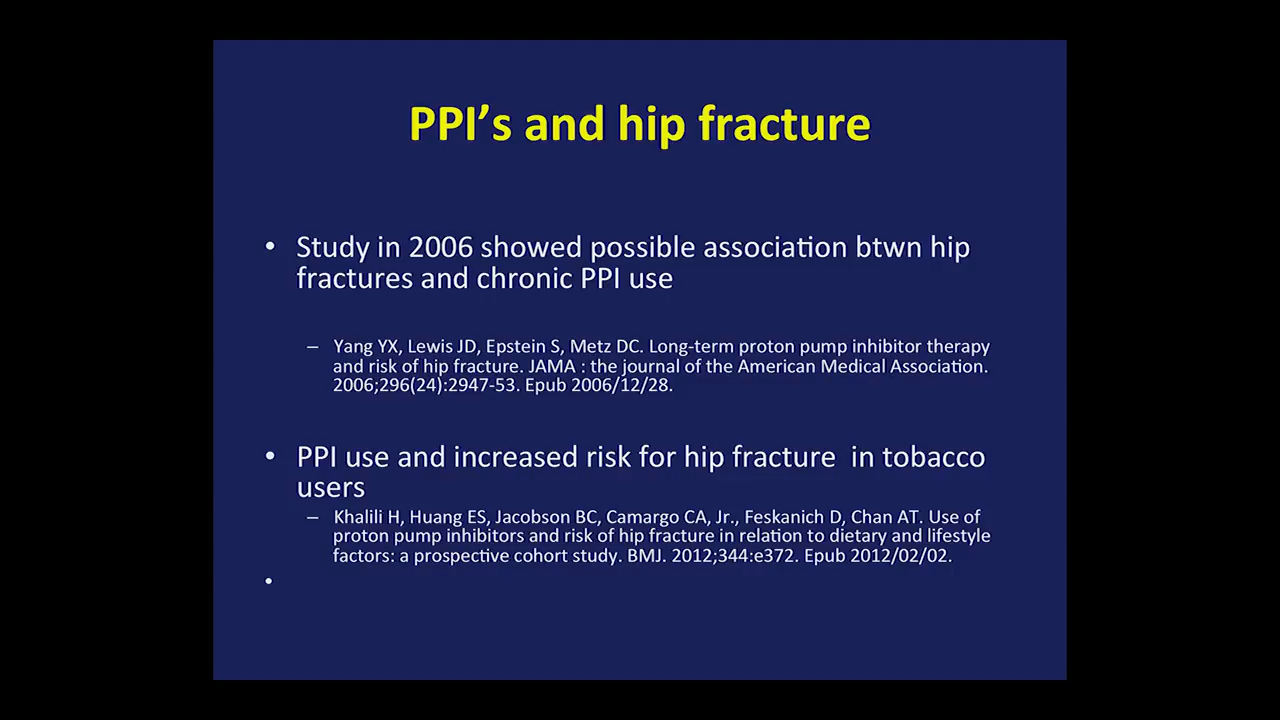 PPI’s and hip fracture
• Study in 2006 showed possible association btwn hip
fractures and chronic PPI use
– Yang YX, Lewis JD, Epstein S, Metz DC. Long-term proton pump inhibitor therapy
and risk of hip fracture. JAMA : the journal of the American Medical Association.
2006;296(24):2947-53. Epub 2006/12/28.
• PPI use and increased risk for hip fracture  in tobacco
users
– Khalili H, Huang ES, Jacobson BC, Camargo CA, Jr., Feskanich D, Chan AT. Use of
proton pump inhibitors and risk of hip fracture in relation to dietary and lifestyle
factors: a prospective cohort study. BMJ. 2012;344:e372. Epub 2012/02/02.
•